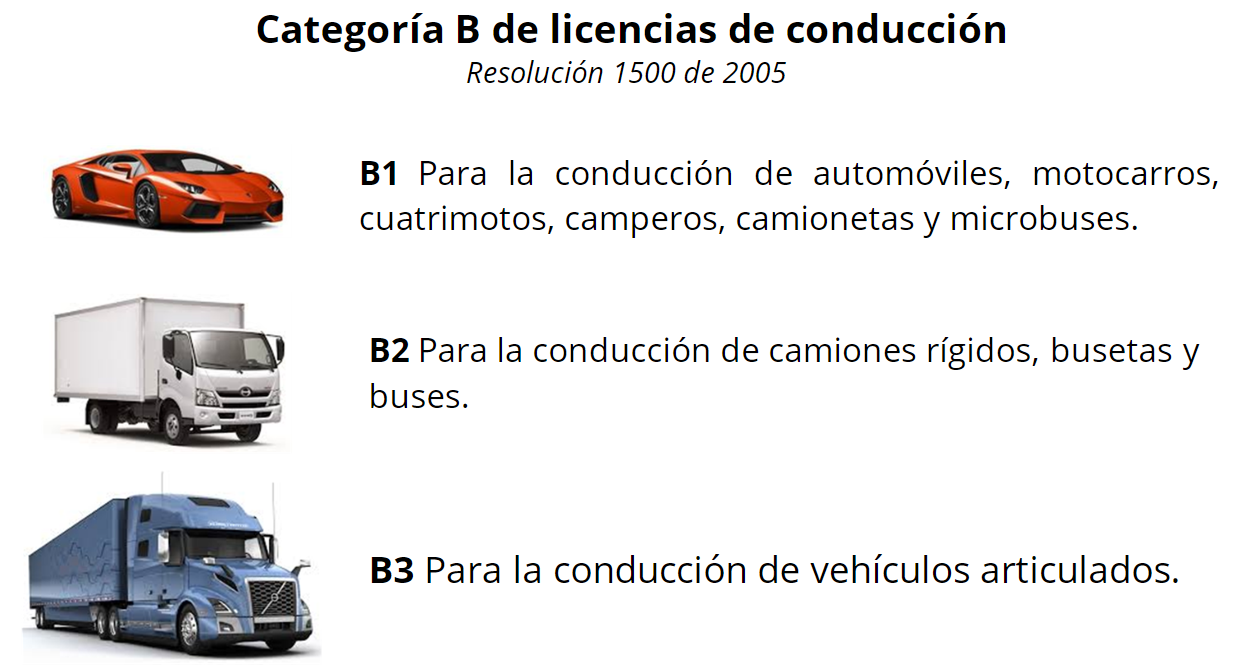 Categoría B de licencias de conducción
Resolución 1500 de 2005
B1 Para la conducción de automóviles, motocarros,
cuatrimotos, camperos, camionetas y microbuses.
B2 Para la conducción de camiones rígidos, busetas y
buses.
B3 Para la conducción de vehículos articulados.